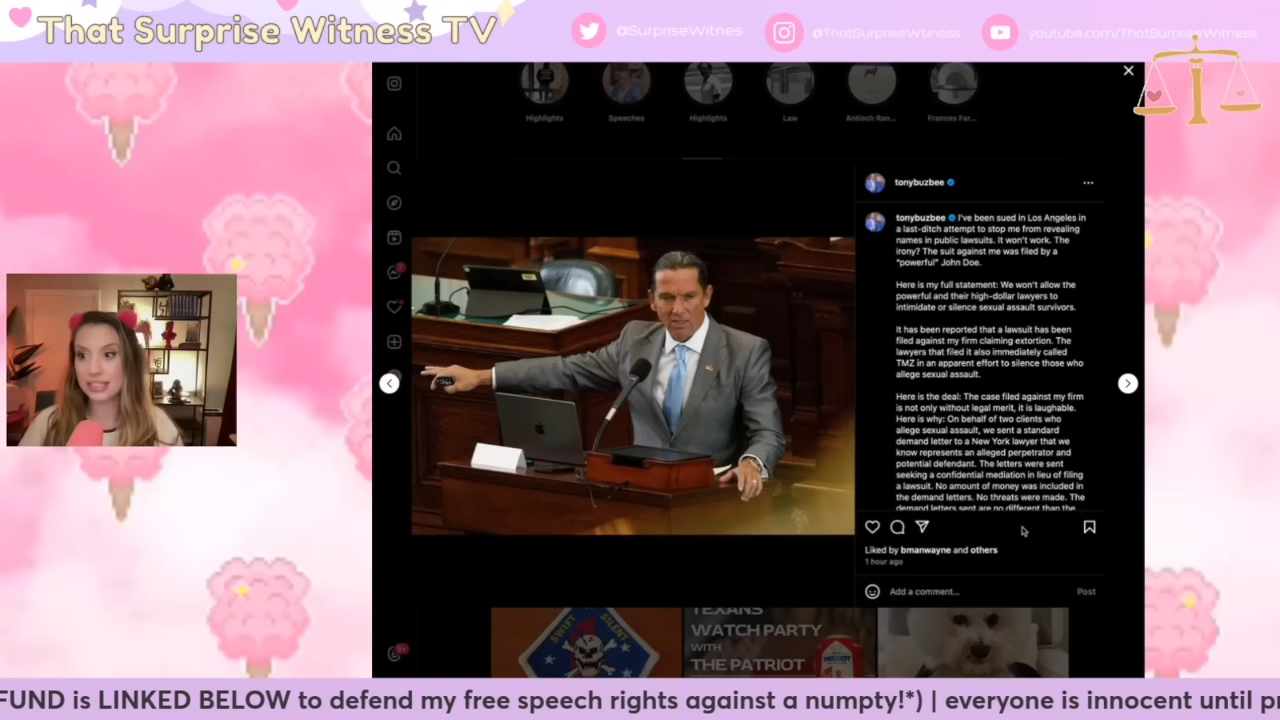 That Surprise Witness TV
@SurpriseWitnes
@ThatSurpriseWtiness
youtube.com/ThatSurpriseWitness
Highlights
Speeches
Highlights
Law
Antioch Ran...
Frances Far...
tonybuzbee
tonybuzbee I've been sued in Los Angeles in
a last-ditch attempt to stop me from revealing
names in public lawsuits. It won't work. The
irony? The suit against me was filed by a
"powerful" John Doe.
Here is my full statement: We won't allow the
powerful and their high-dollar lawyers to
intimidate or silence sexual assault survivors.
It has been reported that a lawsuit has been
filed against my firm claiming extortion. The
lawyers that filed it also immediately called
TMZ in an apparent effort to silence those who
allege sexual assault.
Here is the deal: The case filed against my firm
is not only without legal merit, it is laughable.
Here is why: On behalf of two clients who
allege sexual assault, we sent a standard
demand letter to a New York lawyer that we
know represents an alleged perpetrator and
potential defendant. The letters were sent
seeking a confidential mediation in lieu of filing
a lawsuit. No amount of money was included in
the demand letters. No threats were made. The
demand letters sent are no different than the
Liked by bmanwayne and others
1 hour ago
Add a comment...
Post
SWIFT SILENT
TEXANS
WATCH PARTY
WITH
THE PATRIOT
FUND is LINKED BELOW to defend my free speech rights against a numpty!*) | everyone is innocent until pr